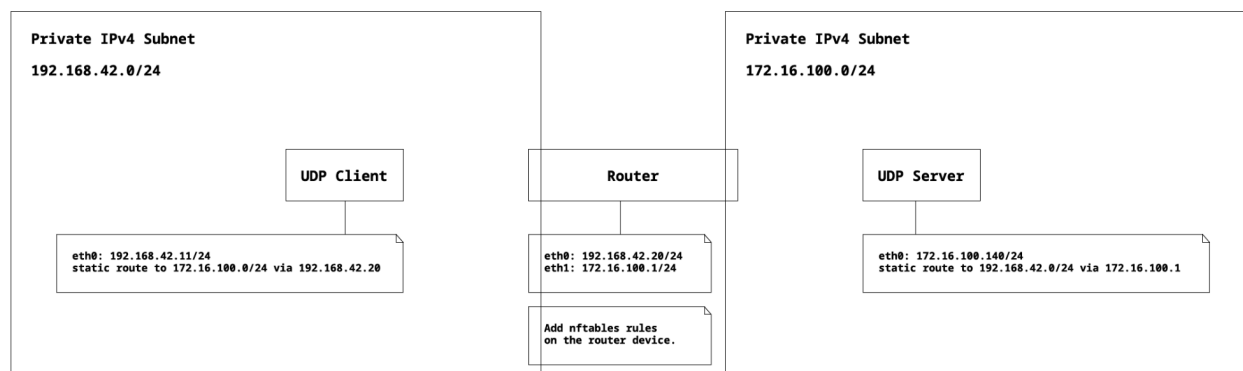 Private IPv4 Subnet
192.168.42.0/24
Private IPv4 Subnet
172.16.100.0/24
UDP Client
Router
UDP Server
eth0: 192.168.42.11/24
static route to 172.16.100.0/24 via 192.168.42.20
eth0: 192.168.42.20/24
eth1: 172.16.100.1/24
eth0: 172.16.100.140/24
static route to 192.168.42.0/24 via 172.16.100.1
Add nftables rules
on the router device.